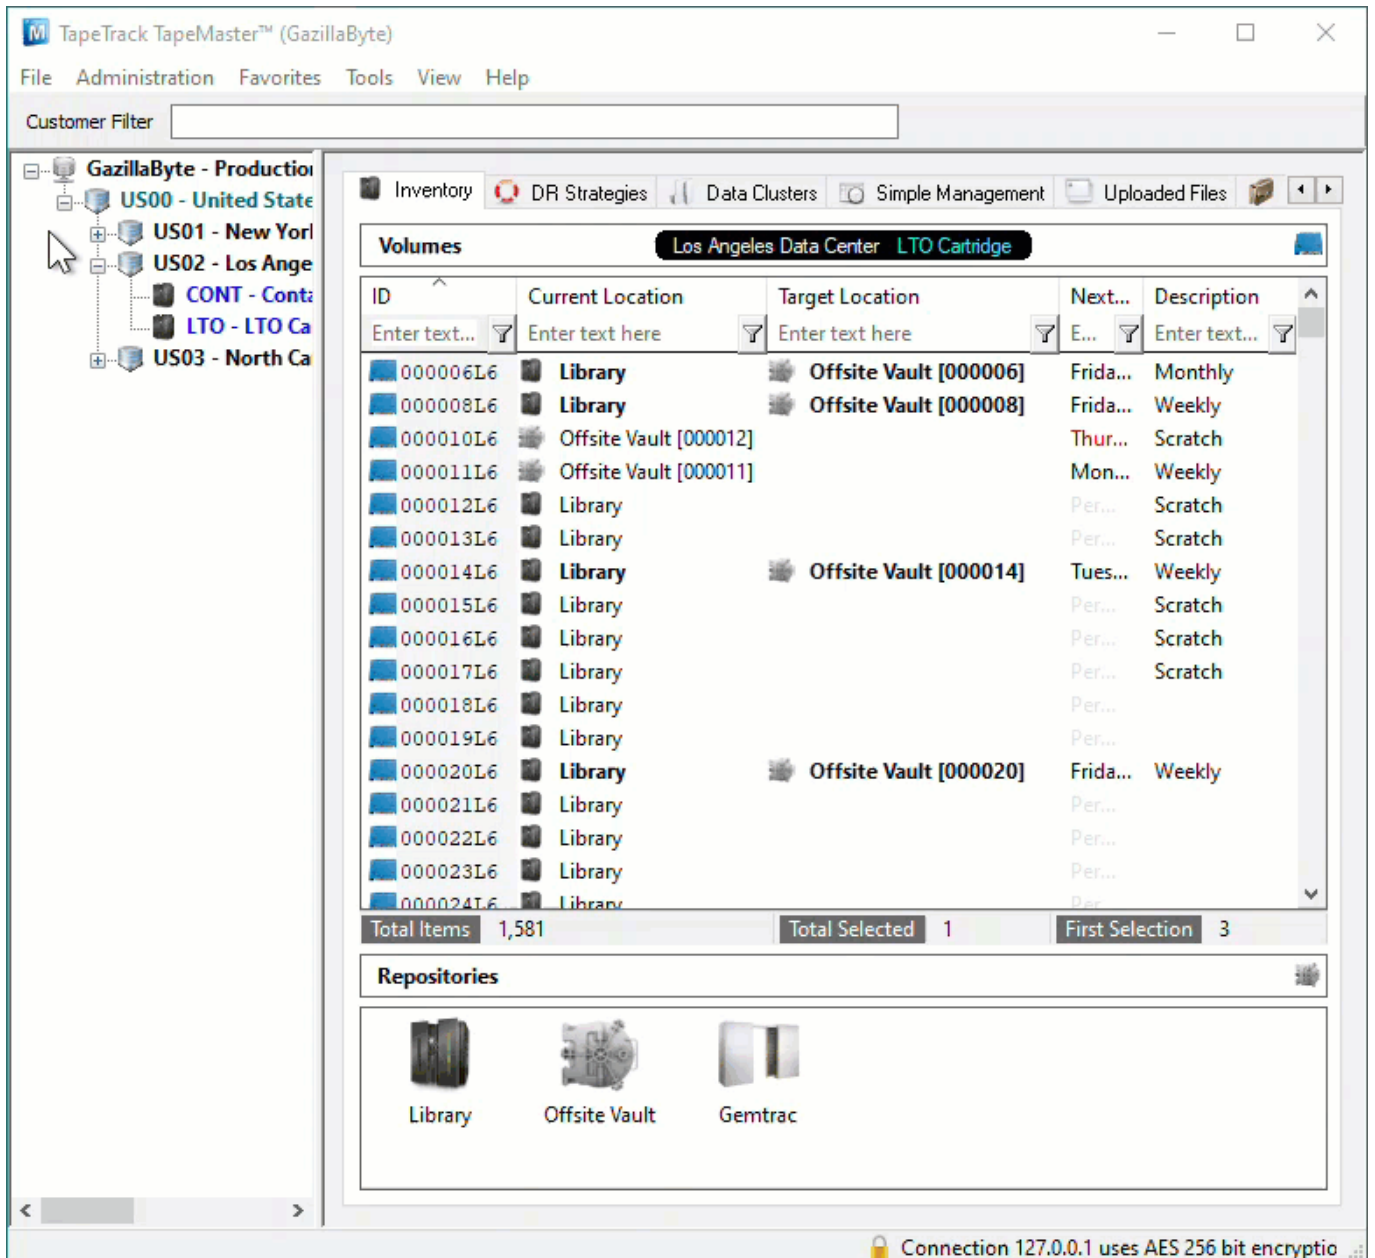 TapeTrack TapeMaster™ (GazillaByte)
File Administration Favorites Tools View Help
Customer Filter
GazillaByte - Production
US00 - United State
US01 - New Yorl
US02 - Los Ange
CONT - Conta
LTO - LTO Ca
US03 - North Ca
Inventory DR Strategies Data Clusters Simple Management Uploaded Files
Volumes Los Angeles Data Center LTO Cartridge
ID Current Location Target Location Next... Description
Enter text... Enter text here Enter text here E... Enter text...
000006L6 Library Offsite Vault [000006] Frida... Monthly
000008L6 Library Offsite Vault [000008] Frida... Weekly
000010L6 Offsite Vault [000012] Thur... Scratch
000011L6 Offsite Vault [000011] Mon... Weekly
000012L6 Library Per... Scratch
000013L6 Library Per... Scratch
000014L6 Library Offsite Vault [000014] Tues... Weekly
000015L6 Library Per... Scratch
000016L6 Library Per... Scratch
000017L6 Library Per... Scratch
000018L6 Library Per...
000019L6 Library Per...
000020L6 Library Offsite Vault [000020] Frida... Weekly
000021L6 Library Per...
000022L6 Library Per...
000023L6 Library Per...
000024L6 Library Per...
Total Items 1,581 Total Selected 1 First Selection 3
Repositories
Library Offsite Vault Gemtrac
Connection 127.0.0.1 uses AES 256 bit encryptio